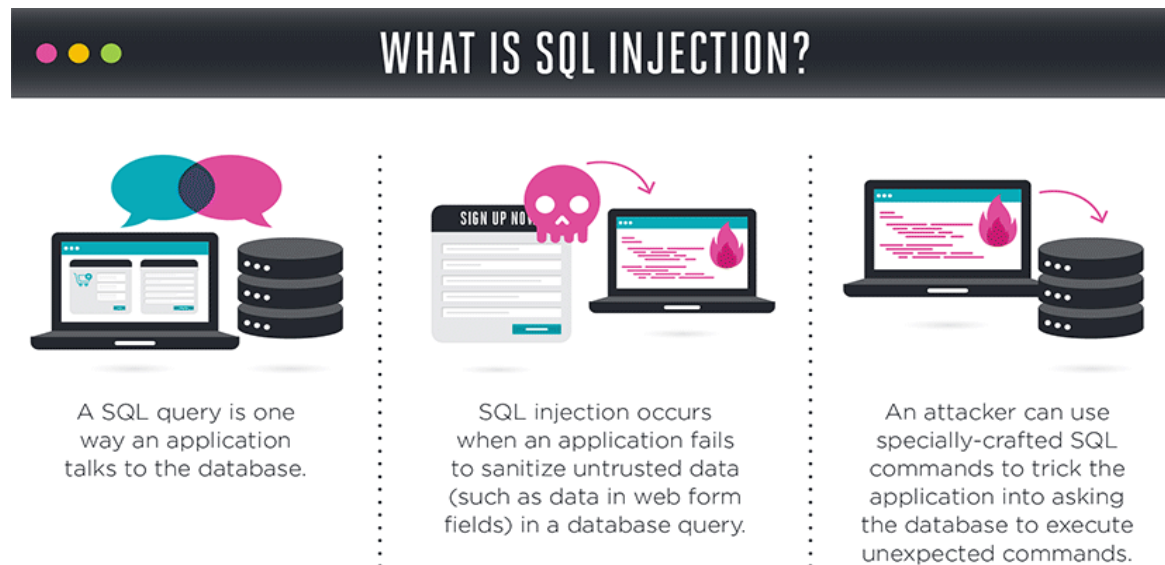 WHAT IS SQL INJECTION?
SIGN UP NOW
A SQL query is one
way an application
talks to the database.
SQL injection occurs
when an application fails
to sanitize untrusted data
(such as data in web form
fields) in a database query.
An attacker can use
specially-crafted SQL
commands to trick the
application into asking
the database to execute
unexpected commands.